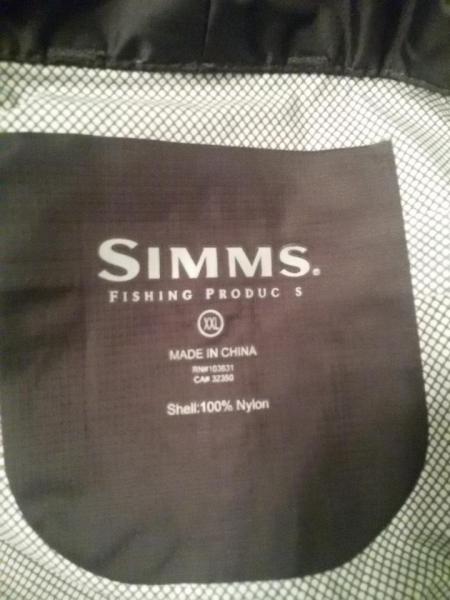 SIMMS.
FISHING PRODUC S
XXL
MADE IN CHINA
RN#103631
CA# 32350
Shell:100% Nylon